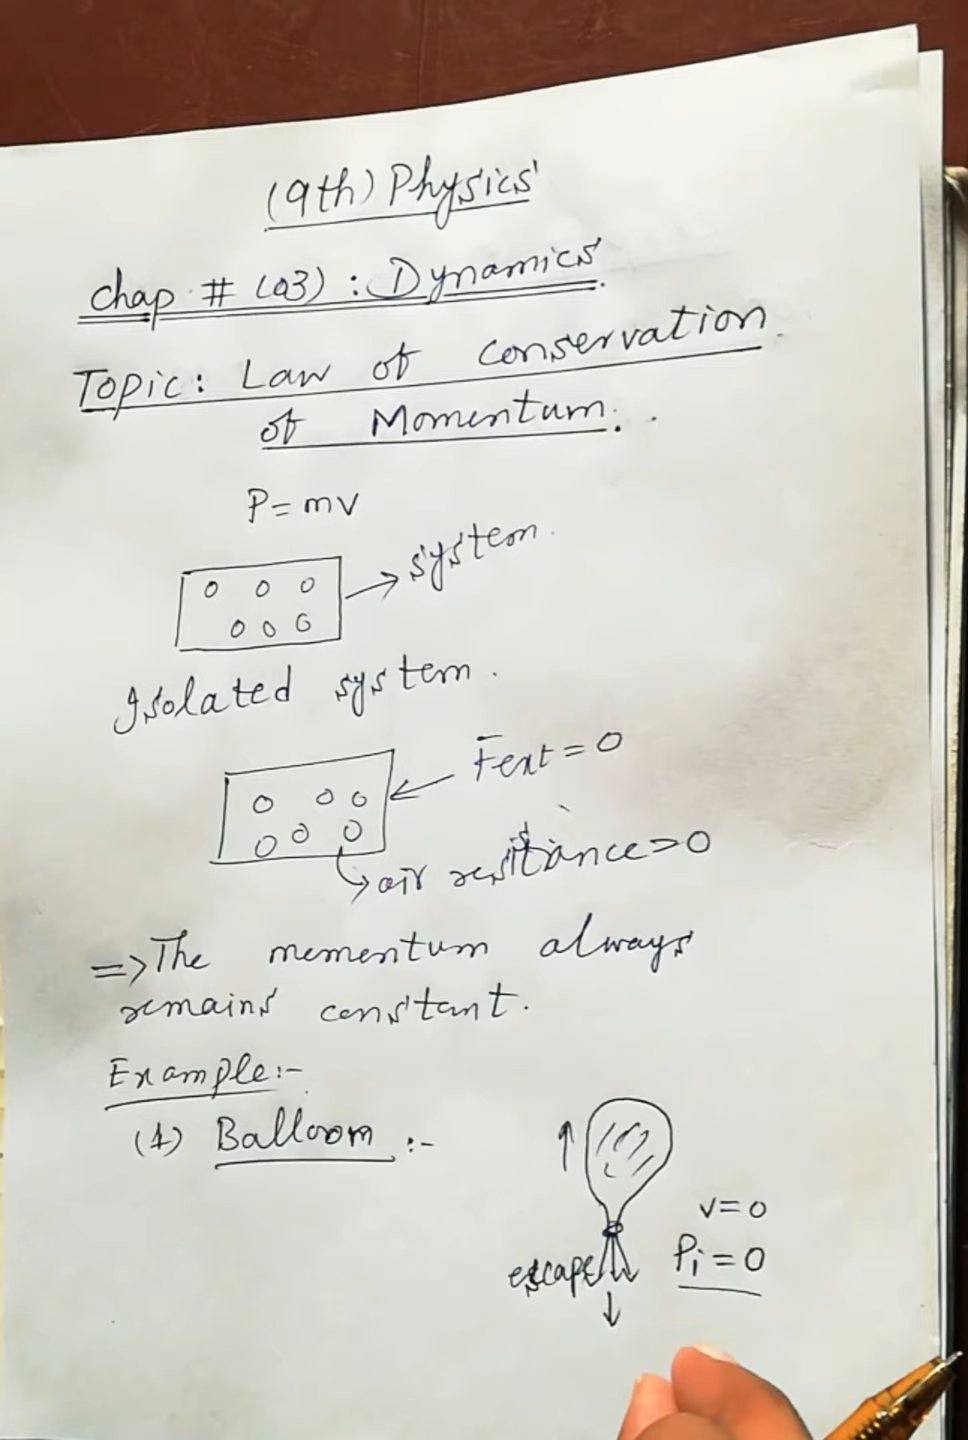 (9th) Physics
chap # (03) : Dynamics.
Topic: Law of conservation
of Momentum.
P = mv
system.
Isolated system.
Fext = 0
air resistance = 0
=> The momentum always
remains constant.
Example:-
(1) Balloon :-
v = 0
Pi = 0
escape